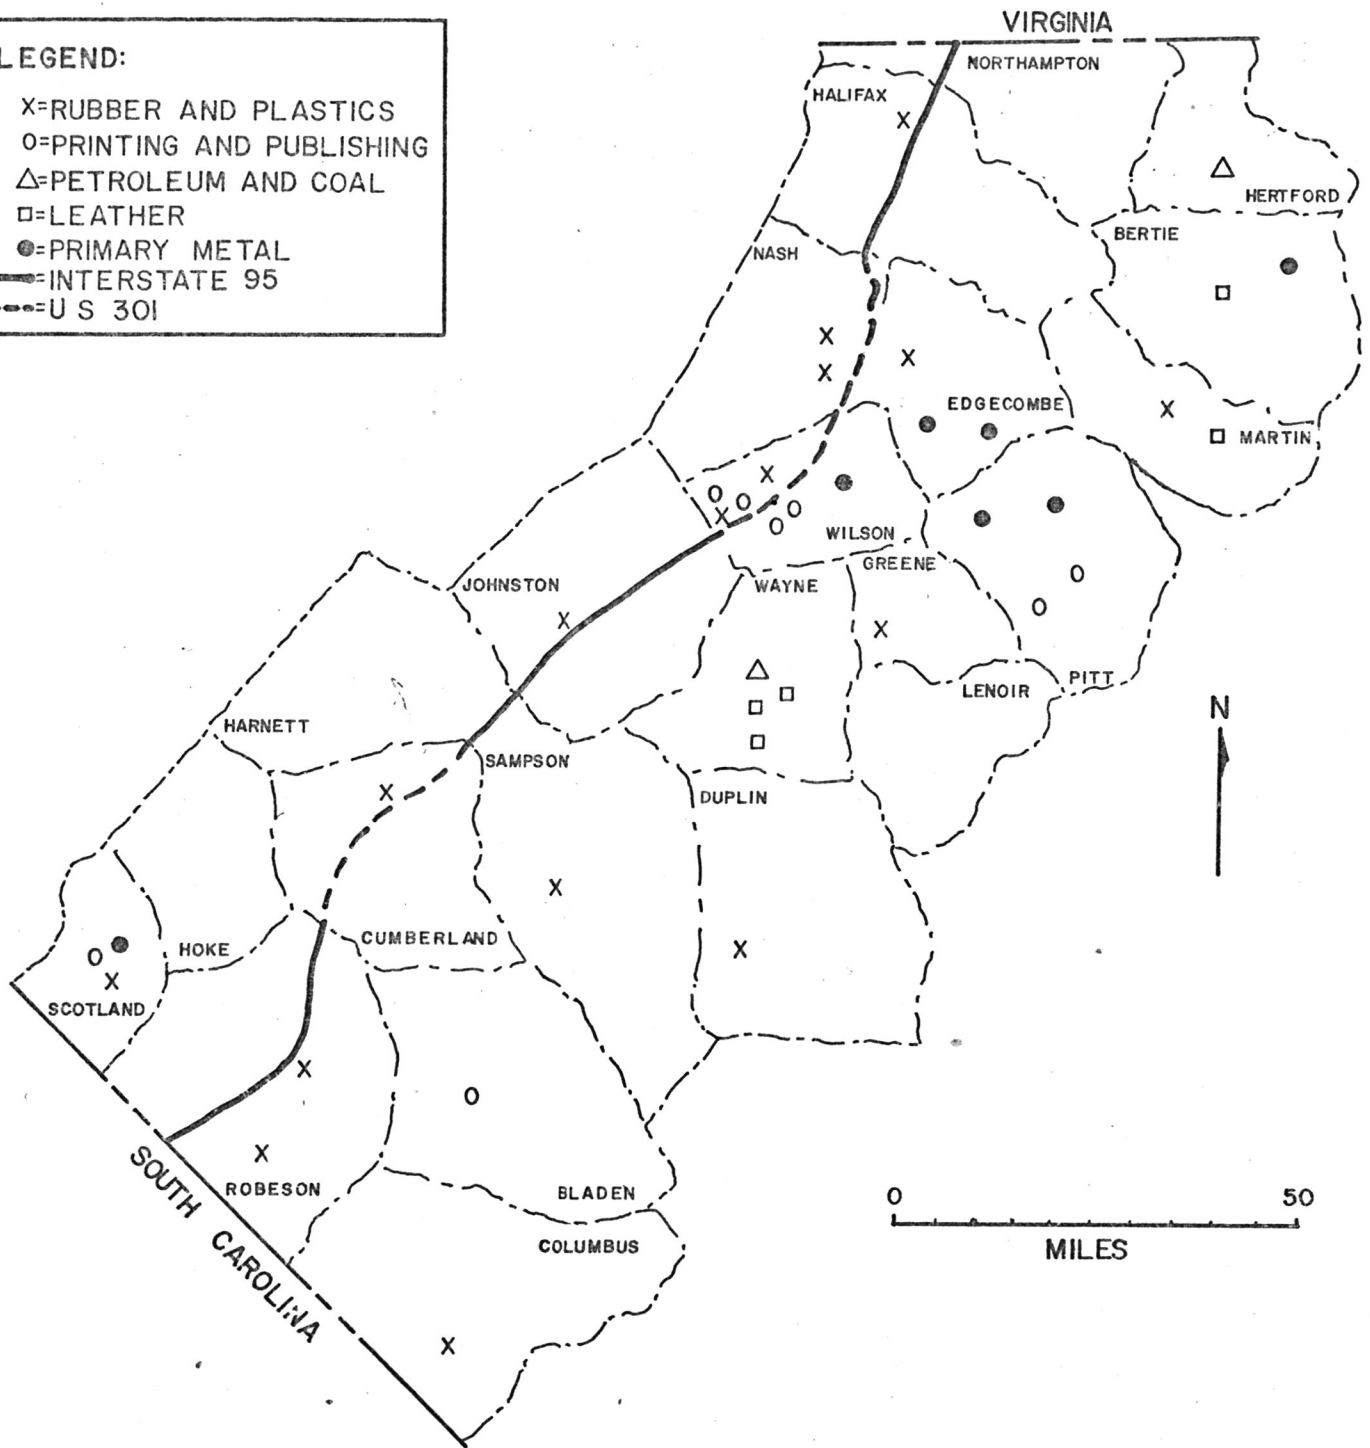 LEGEND:
X=RUBBER AND PLASTICS
O=PRINTING AND PUBLISHING
△=PETROLEUM AND COAL
□=LEATHER
●=PRIMARY METAL
=INTERSTATE 95
=U S 301
VIRGINIA
NORTHAMPTON
HALIFAX
HERTFORD
BERTIE
NASH
EDGECOMBE
MARTIN
WILSON
GREENE
JOHNSTON
WAYNE
LENOIR
PITT
N
HARNETT
SAMPSON
DUPLIN
HOKE
CUMBERLAND
SCOTLAND
ROBESON
BLADEN
0 50
MILES
COLUMBUS
SOUTH CAROLINA